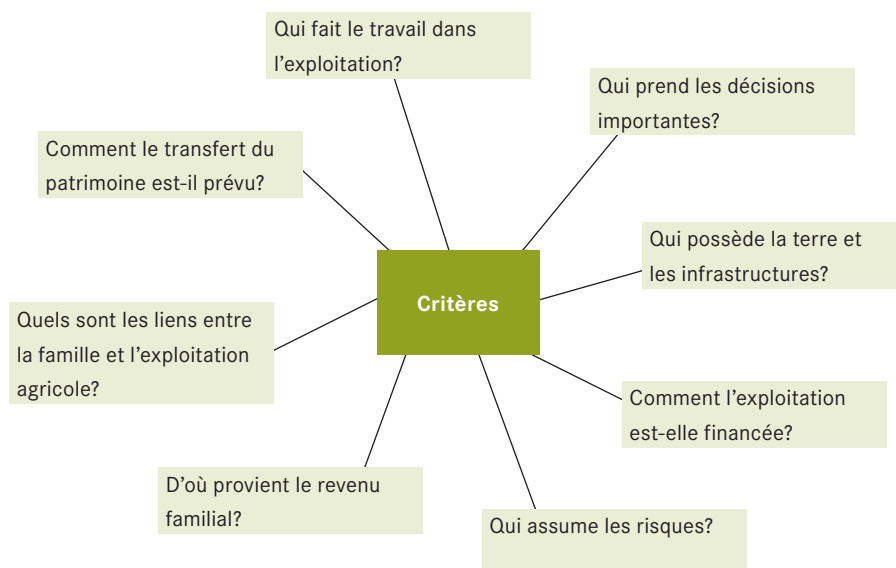 Qui fait le travail dans
l'exploitation?
Qui prend les décisions
importantes?
Comment le transfert du
patrimoine est-il prévu?
Qui possède la terre et
les infrastructures?
Critères
Quels sont les liens entre
la famille et l'exploitation
agricole?
Comment l'exploitation
est-elle financée?
D'où provient le revenu
familial?
Qui assume les risques?